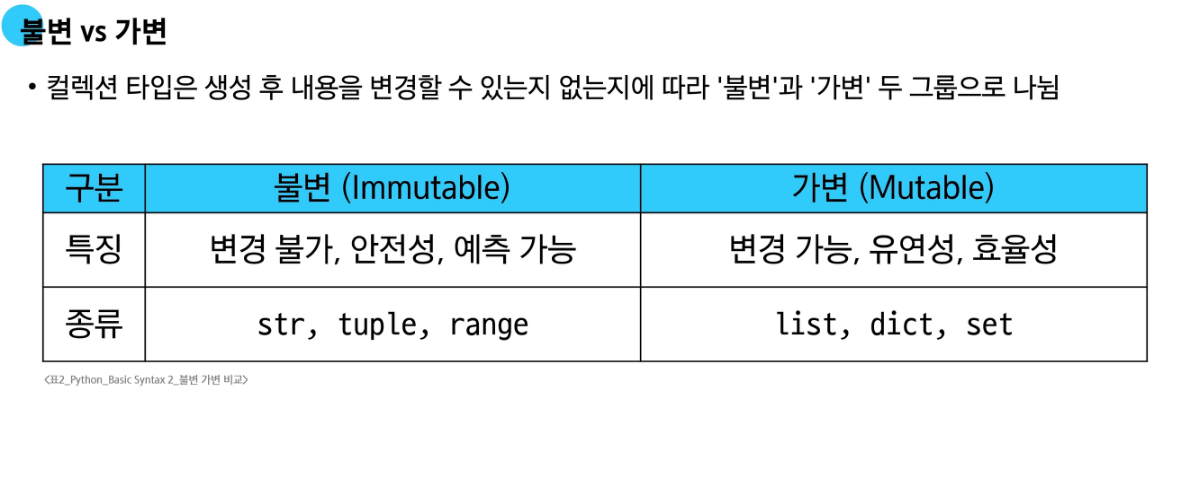 불변 vs 가변
• 컬렉션 타입은 생성 후 내용을 변경할 수 있는지 없는지에 따라 '불변'과 '가변' 두 그룹으로 나뉨
구분 불변 (Immutable) 가변 (Mutable)
특징 변경 불가, 안전성, 예측 가능 변경 가능, 유연성, 효율성
종류 str, tuple, range list, dict, set
<표2_Python_Basic Syntax 2_불변 가변 비교>